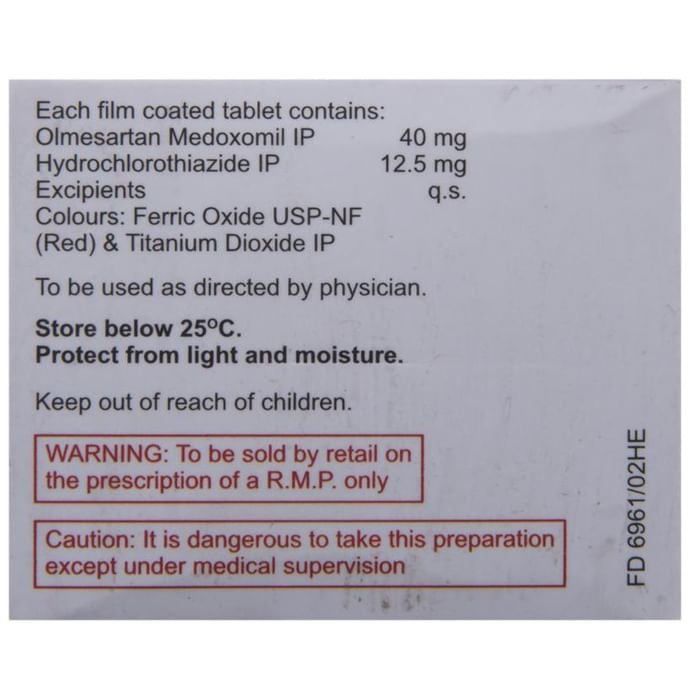 Each film coated tablet contains:
Olmesartan Medoxomil IP 40 mg
Hydrochlorothiazide IP 12.5 mg
Excipients q.s.
Colours: Ferric Oxide USP-NF
(Red) & Titanium Dioxide IP
To be used as directed by physician.
Store below 25°C.
Protect from light and moisture.
Keep out of reach of children.
WARNING: To be sold by retail on
the prescription of a R.M.P. only
Caution: It is dangerous to take this preparation
except under medical supervision
FD 6961/02HE